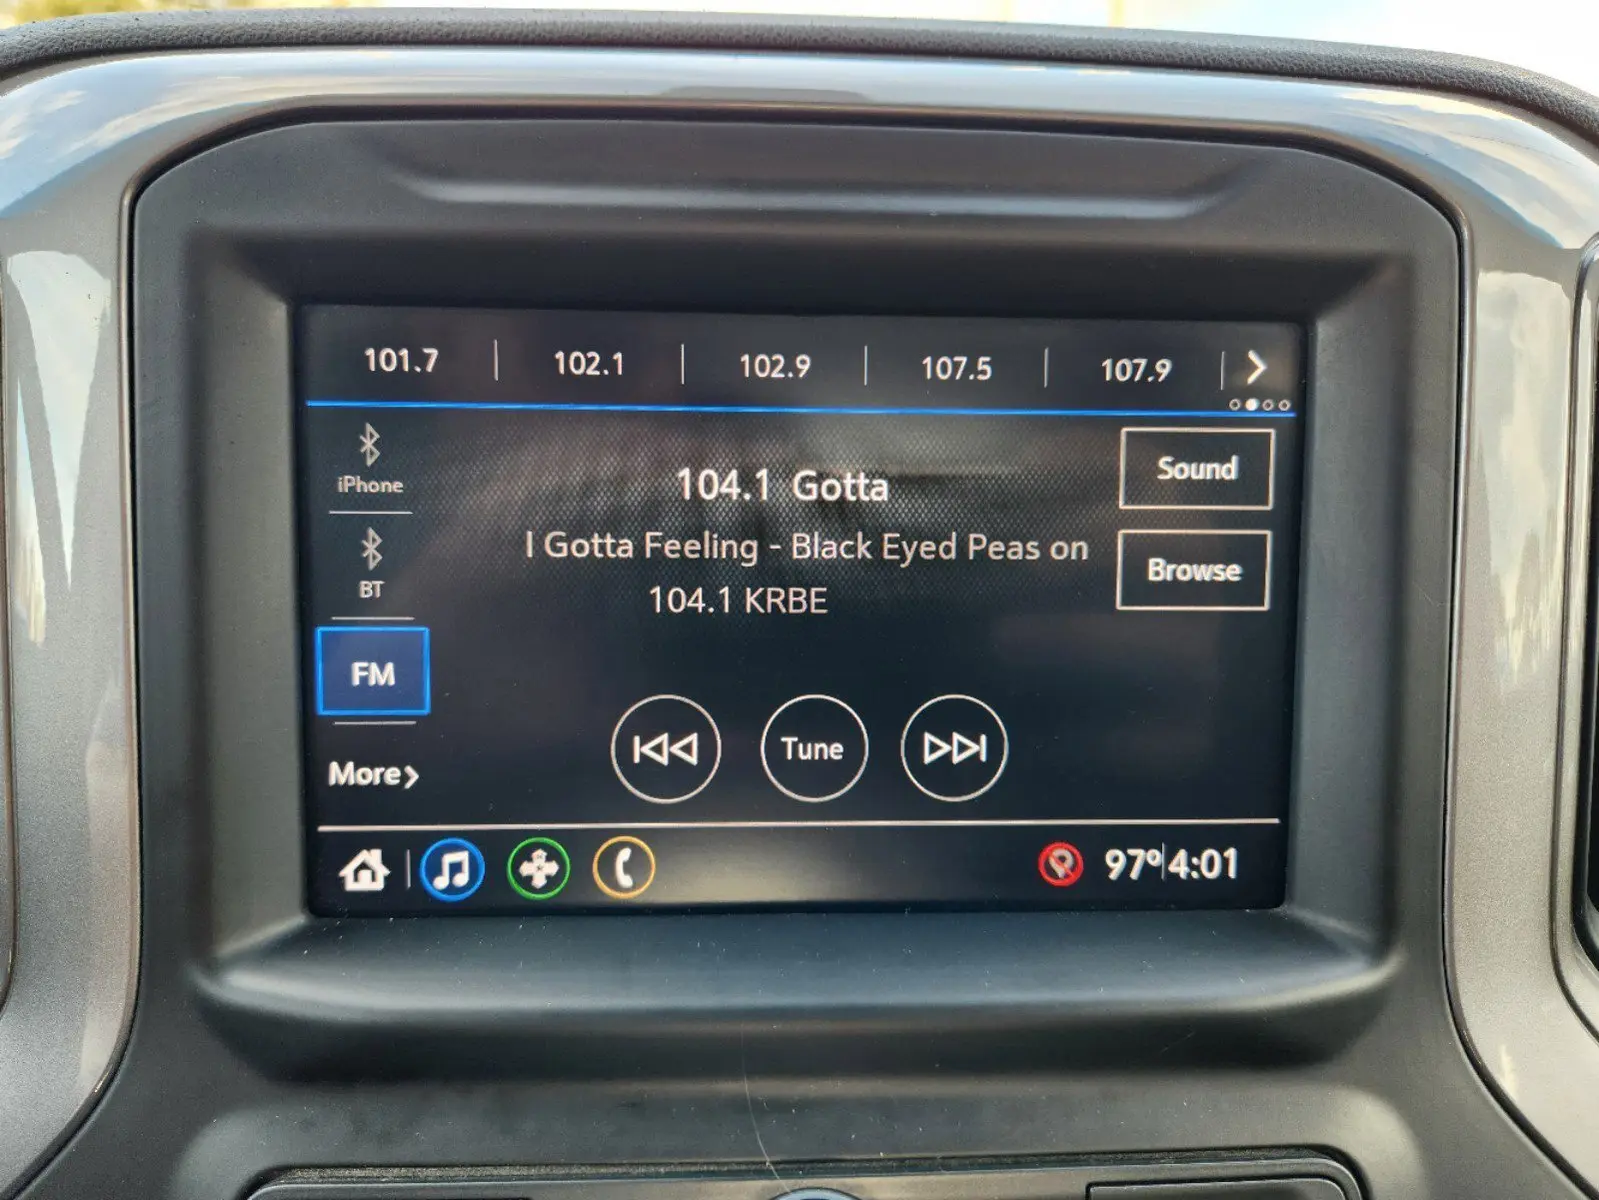 101.7 102.1 102.9 107.5 107.9
iPhone
BT
FM
More
104.1 Gotta
I Gotta Feeling - Black Eyed Peas on
104.1 KRBE
Sound
Browse
Tune
97° 4:01